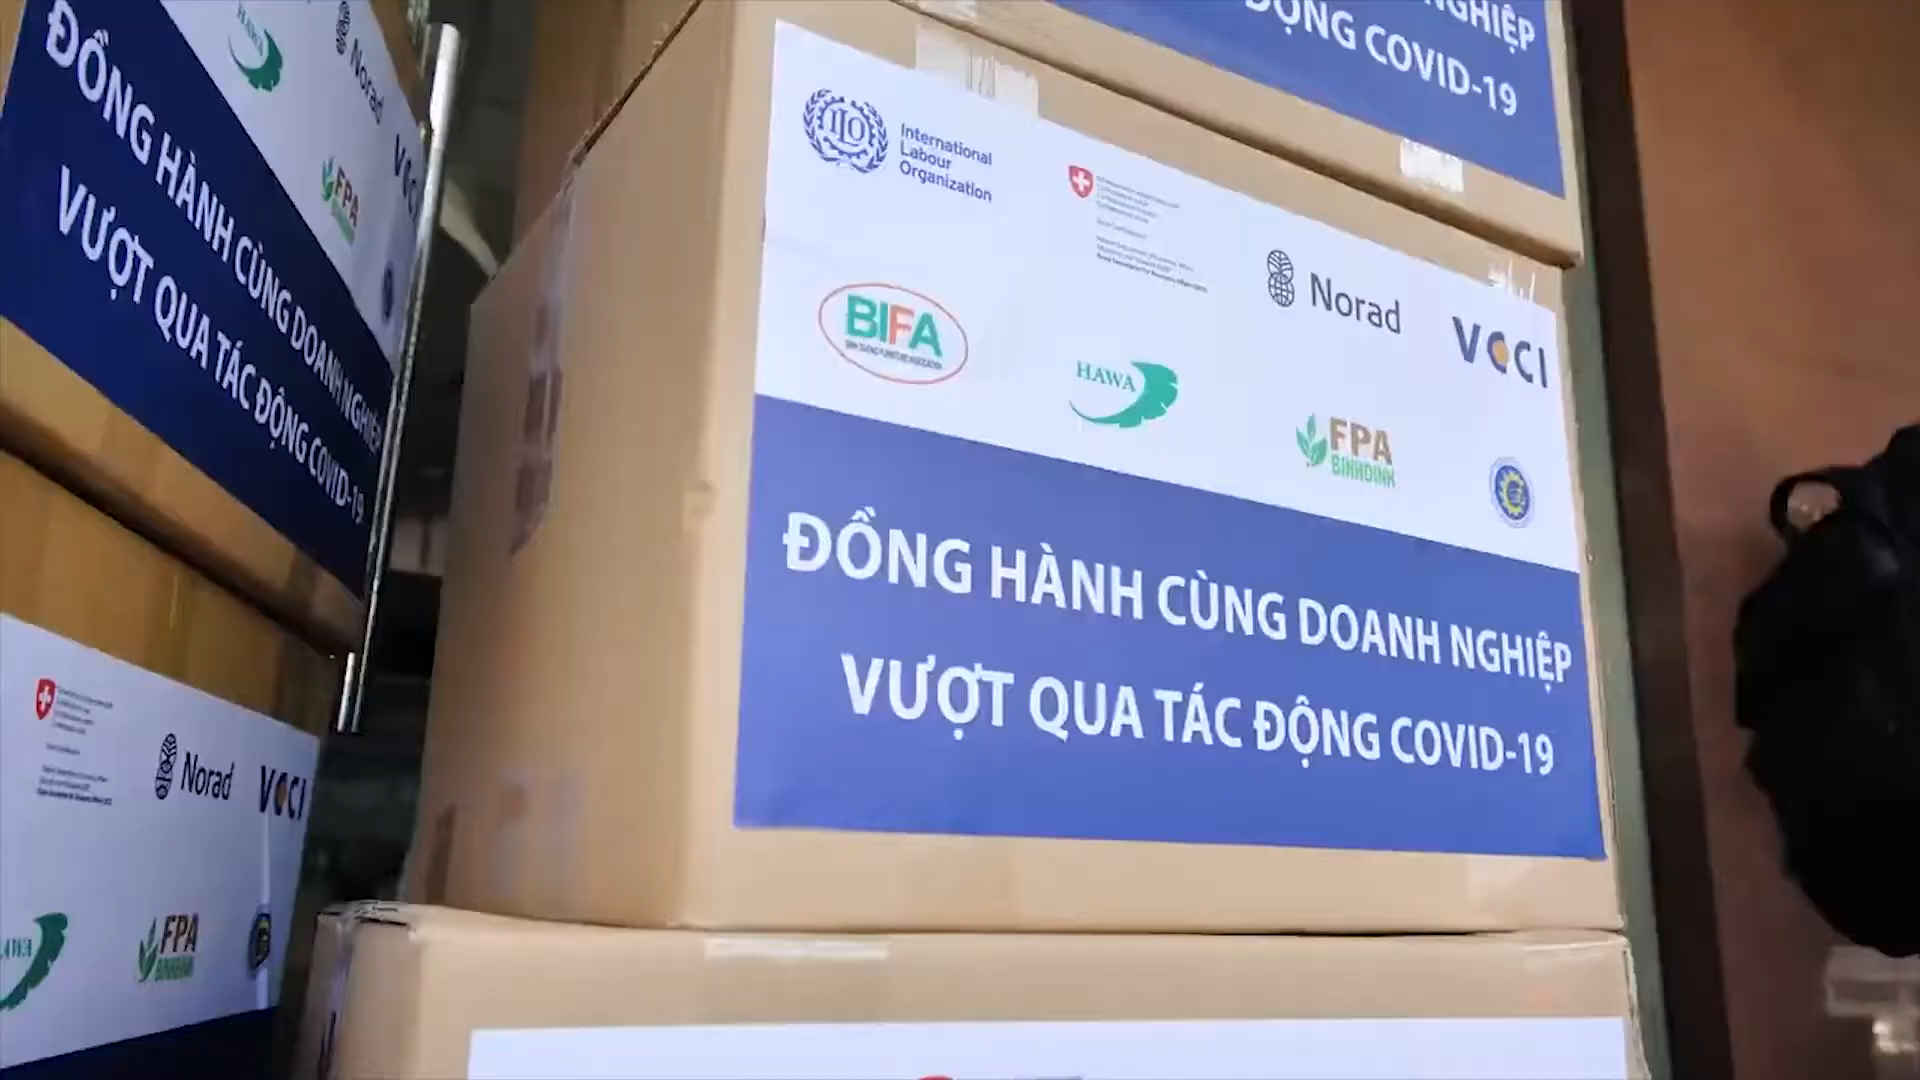 ĐỒNG HÀNH CÙNG DOANH NGHIỆP
VƯỢT QUA TÁC ĐỘNG COVID-19
HAWA
Norad
VCCI
FPA
Norad
VCCI
FPA
BINHDINH
NGHIỆP
ĐỘNG COVID-19
ILO
International
Labour
Organization
Norad
VCCI
BIFA
HAWA
FPA
BINHDINH
ĐỒNG HÀNH CÙNG DOANH NGHIỆP
VƯỢT QUA TÁC ĐỘNG COVID-19